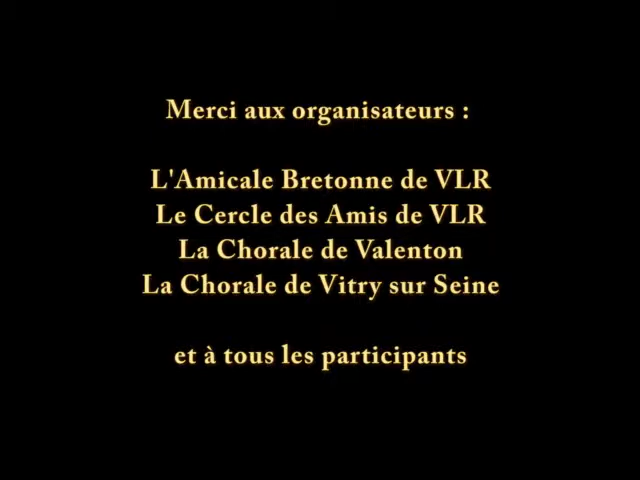 Merci aux organisateurs :
L'Amicale Bretonne de VLR
Le Cercle des Amis de VLR
La Chorale de Valenton
La Chorale de Vitry sur Seine
et à tous les participants